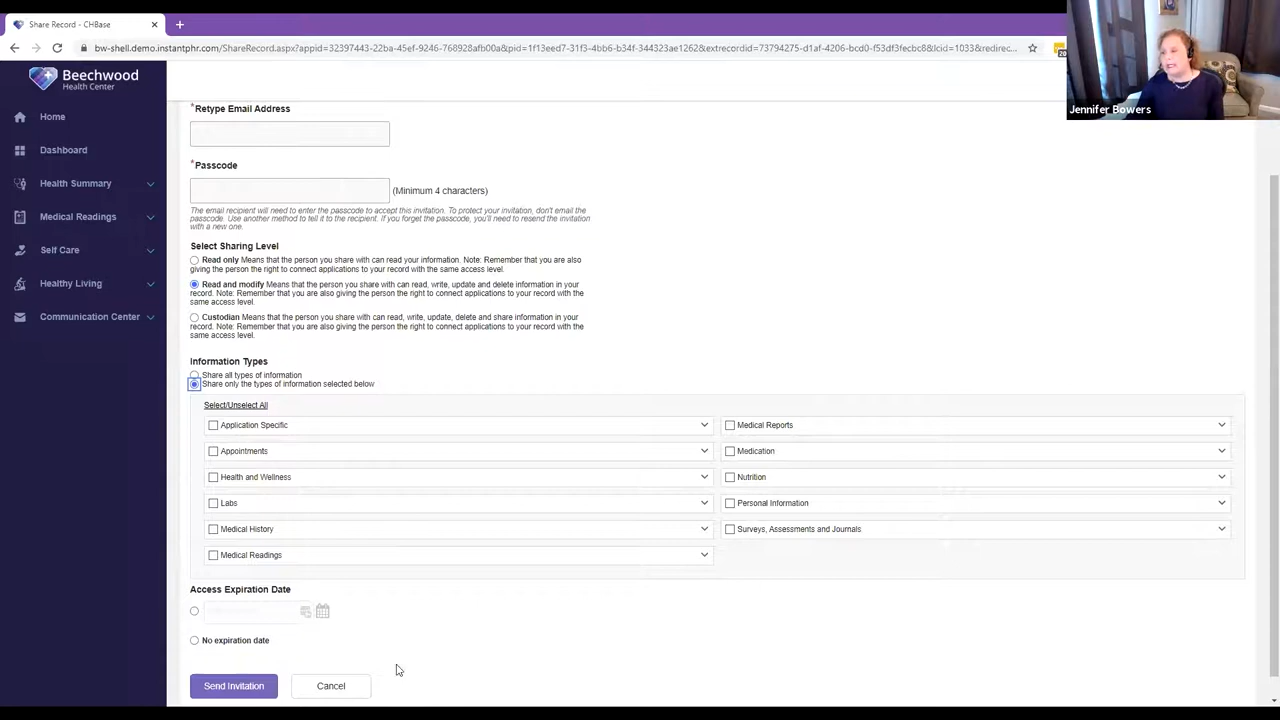 Share Record - CHBase
bw-shell.demo.instantphr.com/ShareRecord.aspx?appid=32397443-22ba-45ef-9246-768928afb00a&pid=1f13eed7-31f3-4bb6-b34f-344323ae1262&extrecordid=73794275-d1af-4206-bcd0-f53df3fecbc8&lcid=1033&redirec...
Jennifer Bowers
Beechwood
Health Center
Home
Dashboard
Health Summary
Medical Readings
Self Care
Healthy Living
Communication Center
*Retype Email Address
*Passcode
(Minimum 4 characters)
The email recipient will need to enter the passcode to accept this invitation. To protect your invitation, don't email the
passcode. Use another method to tell it to the recipient. If you forget the passcode, you'll need to resend the invitation
with a new one.
Select Sharing Level
Read only Means that the person you share with can read your information. Note: Remember that you are also
giving the person the right to connect applications to your record with the same access level.
Read and modify Means that the person you share with can read, write, update and delete information in your
record. Note: Remember that you are also giving the person the right to connect applications to your record with the
same access level.
Custodian Means that the person you share with can read, write, update, delete and share information in your
record. Note: Remember that you are also giving the person the right to connect applications to your record with the
same access level.
Information Types
Share all types of information
Share only the types of information selected below
Select/Unselect All
Application Specific
Appointments
Health and Wellness
Labs
Medical History
Medical Readings
Medical Reports
Medication
Nutrition
Personal Information
Surveys, Assessments and Journals
Access Expiration Date
No expiration date
Send Invitation
Cancel